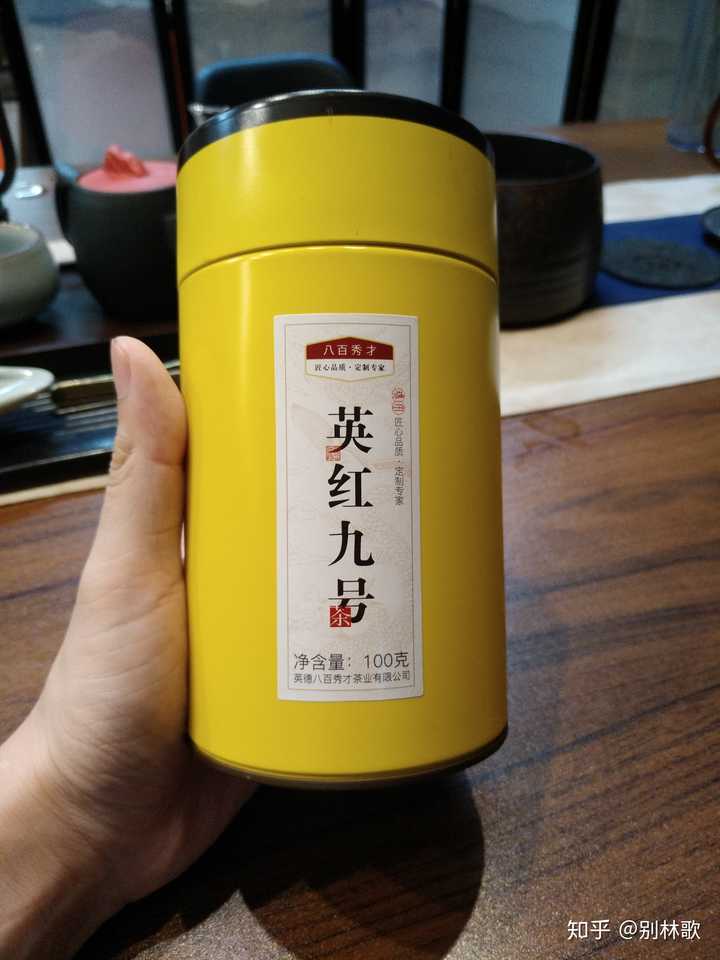 八百秀才
匠心品质·定制专家
匠心品质·定制专家
英红九号
茶
净含量：100克
英德八百秀才茶业有限公司
知乎 @别林歌